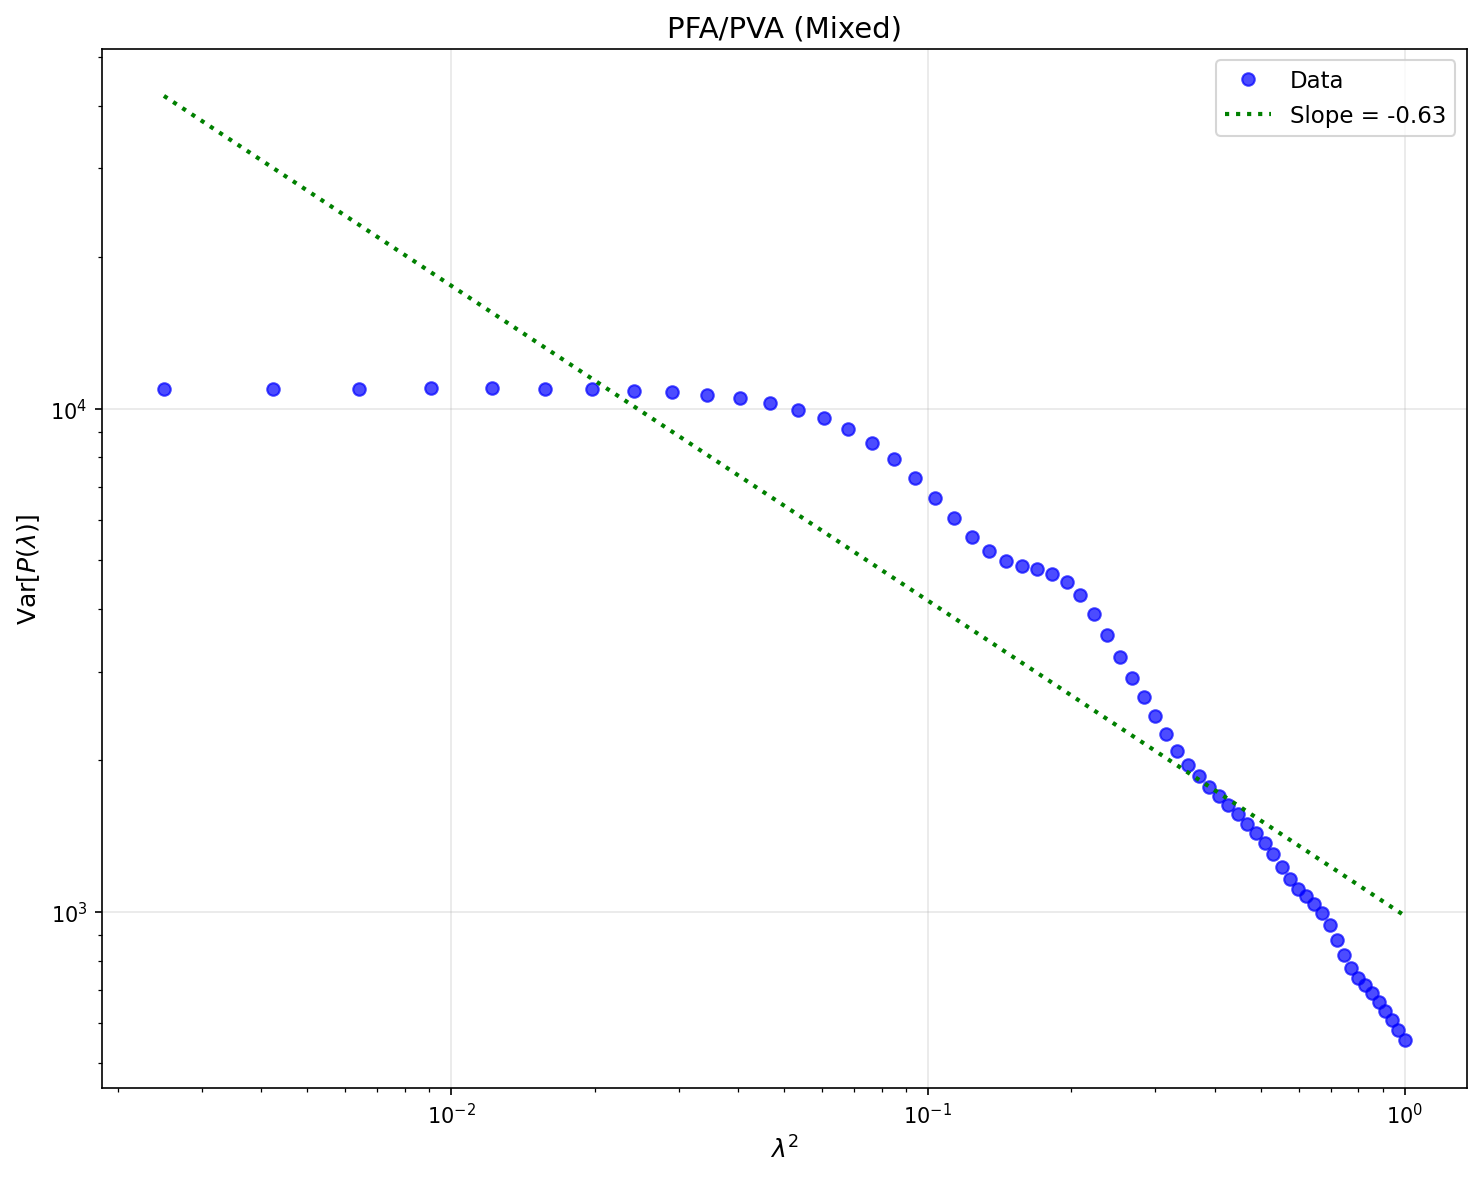 PFA/PVA (Mixed)
Data
Slope = -0.63
Var[P(λ)]
10⁴
10³
10⁻²
10⁻¹
10⁰
λ²